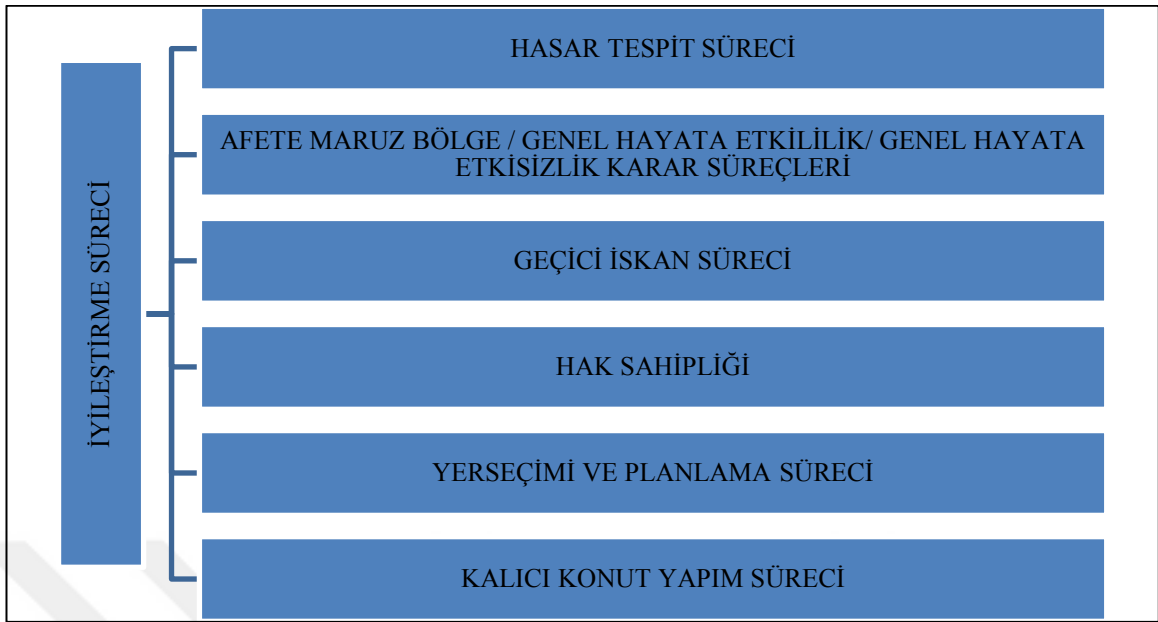 İYİLEŞTİRME SÜRECİ
HASAR TESPİT SÜRECİ
AFETE MARUZ BÖLGE / GENEL HAYATA ETKİLİLİK/ GENEL HAYATA
ETKİSİZLİK KARAR SÜREÇLERİ
GEÇİCİ İSKAN SÜRECİ
HAK SAHİPLİĞİ
YERSEÇİMİ VE PLANLAMA SÜRECİ
KALICI KONUT YAPIM SÜRECİ